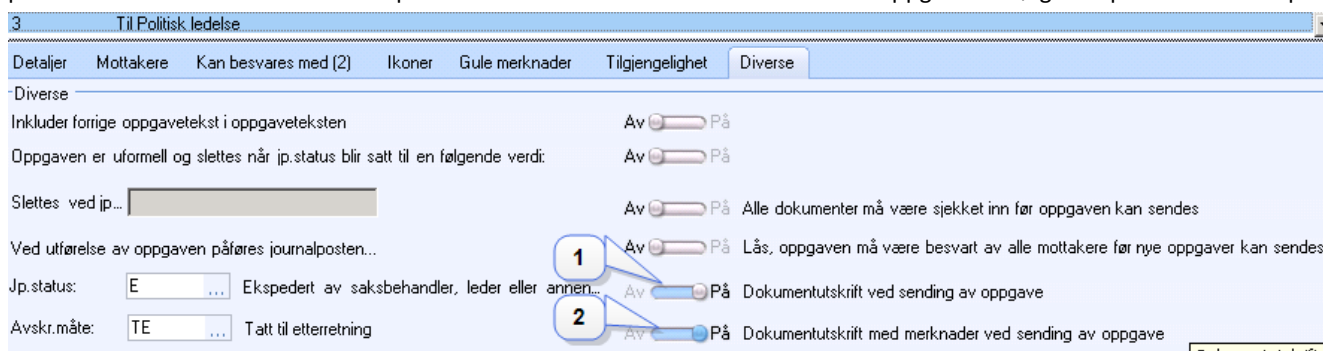 3 Til Politisk ledelse
Detaljer Mottakere Kan besvares med (2) Ikoner Gule merknader Tilgjengelighet Diverse
Diverse
Inkluder forrige oppgavetekst i oppgaveteksten Av På
Oppgaven er uformell og slettes når jp.status blir satt til en følgende verdi: Av På
Slettes ved jp... Av På Alle dokumenter må være sjekket inn før oppgaven kan sendes
Ved utførelse av oppgaven påføres journalposten... Av På Lås, oppgaven må være besvart av alle mottakere før nye oppgaver kan sendes
1
Jp.status: E ... Ekspedert av saksbehandler, leder eller annen... Av På Dokumentutskrift ved sending av oppgave
2
Avskr.måte: TE ... Tatt til etterretning Av På Dokumentutskrift med merknader ved sending av oppgave